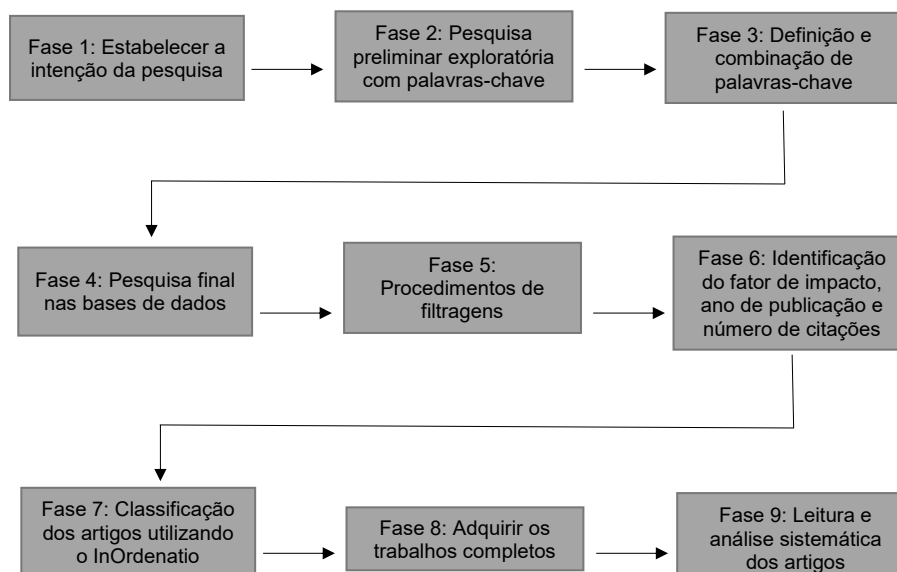 Fase 1: Estabelecer a
intenção da pesquisa
Fase 2: Pesquisa
preliminar exploratória
com palavras-chave
Fase 3: Definição e
combinação de
palavras-chave
Fase 4: Pesquisa final
nas bases de dados
Fase 5:
Procedimentos de
filtragens
Fase 6: Identificação
do fator de impacto,
ano de publicação e
número de citações
Fase 7: Classificação
dos artigos utilizando
o InOrdenatio
Fase 8: Adquirir os
trabalhos completos
Fase 9: Leitura e
análise sistemática
dos artigos